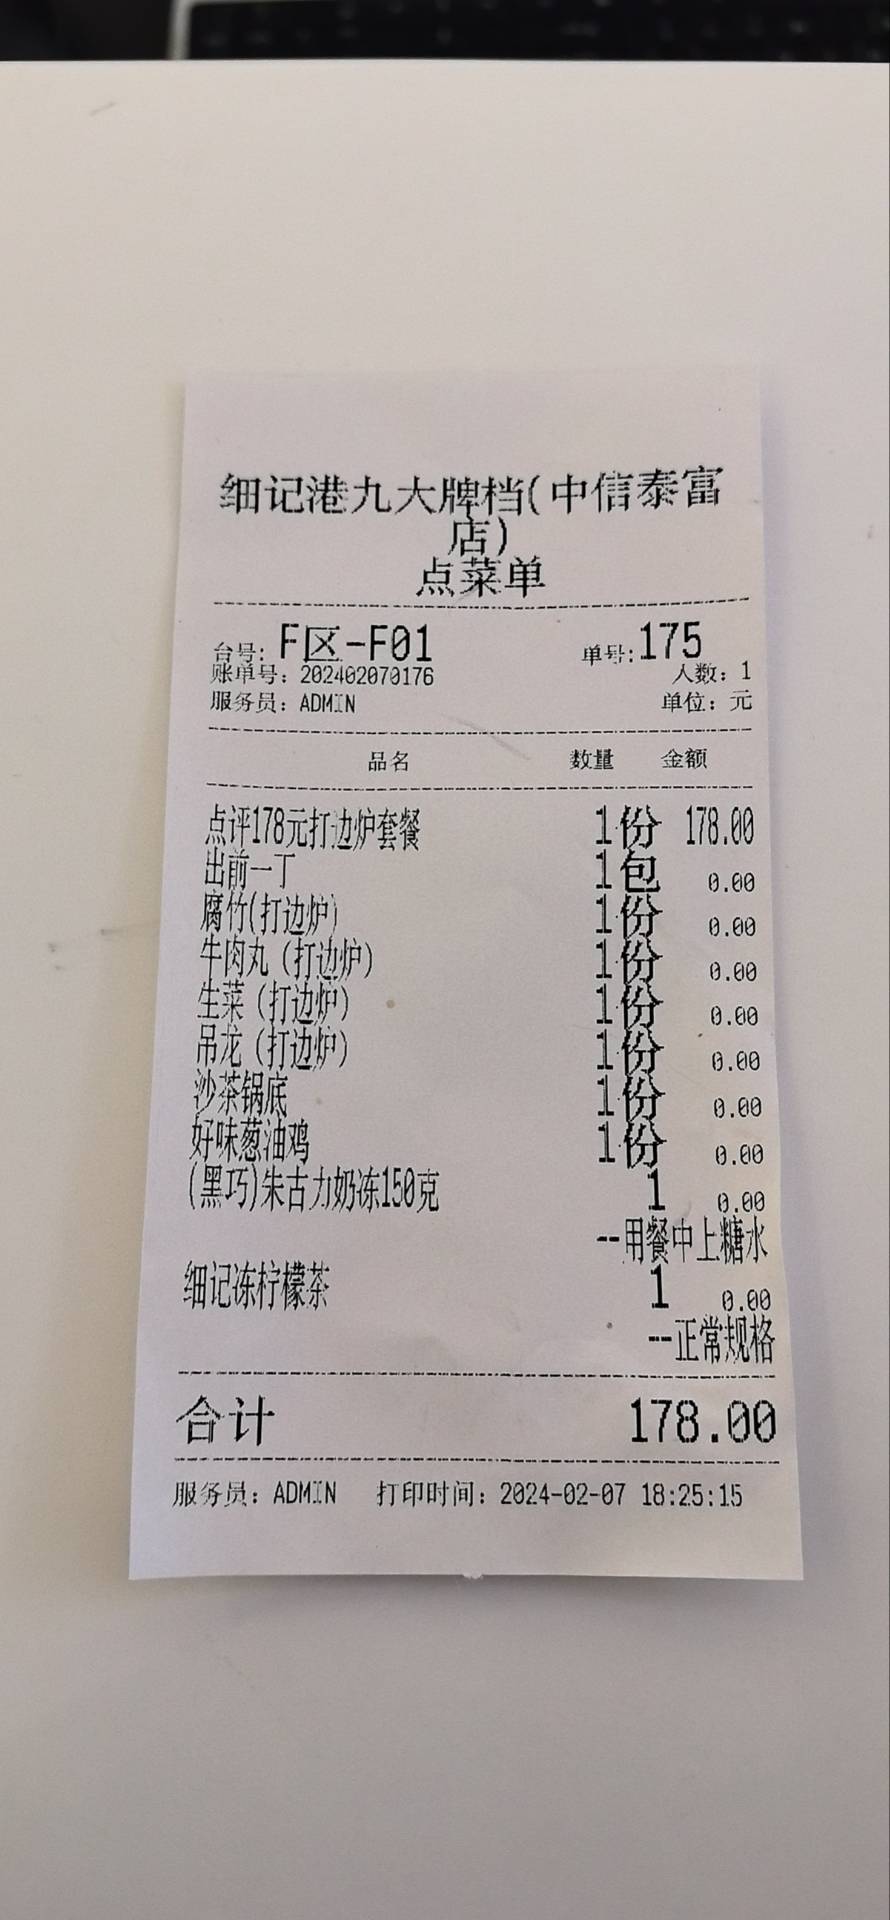 细记港九大牌档(中信泰富
店)
点菜单
台号: F区-F01 单号:175
账单号: 202402070176 人数: 1
服务员: ADMIN 单位: 元
品名 数量 金额
点评178元打边炉套餐 1份 178.00
出前一丁 1包 0.00
腐竹(打边炉) 1份 0.00
牛肉丸 (打边炉) 1份 0.00
生菜 (打边炉) 1份 0.00
吊龙 (打边炉) 1份 0.00
沙茶锅底 1份 0.00
好味葱油鸡 1份 0.00
(黑巧)朱古力奶冻150克 1 0.00
--用餐中上糖水
细记冻柠檬茶 1 0.00
--正常规格
合计 178.00
服务员: ADMIN 打印时间: 2024-02-07 18:25:15